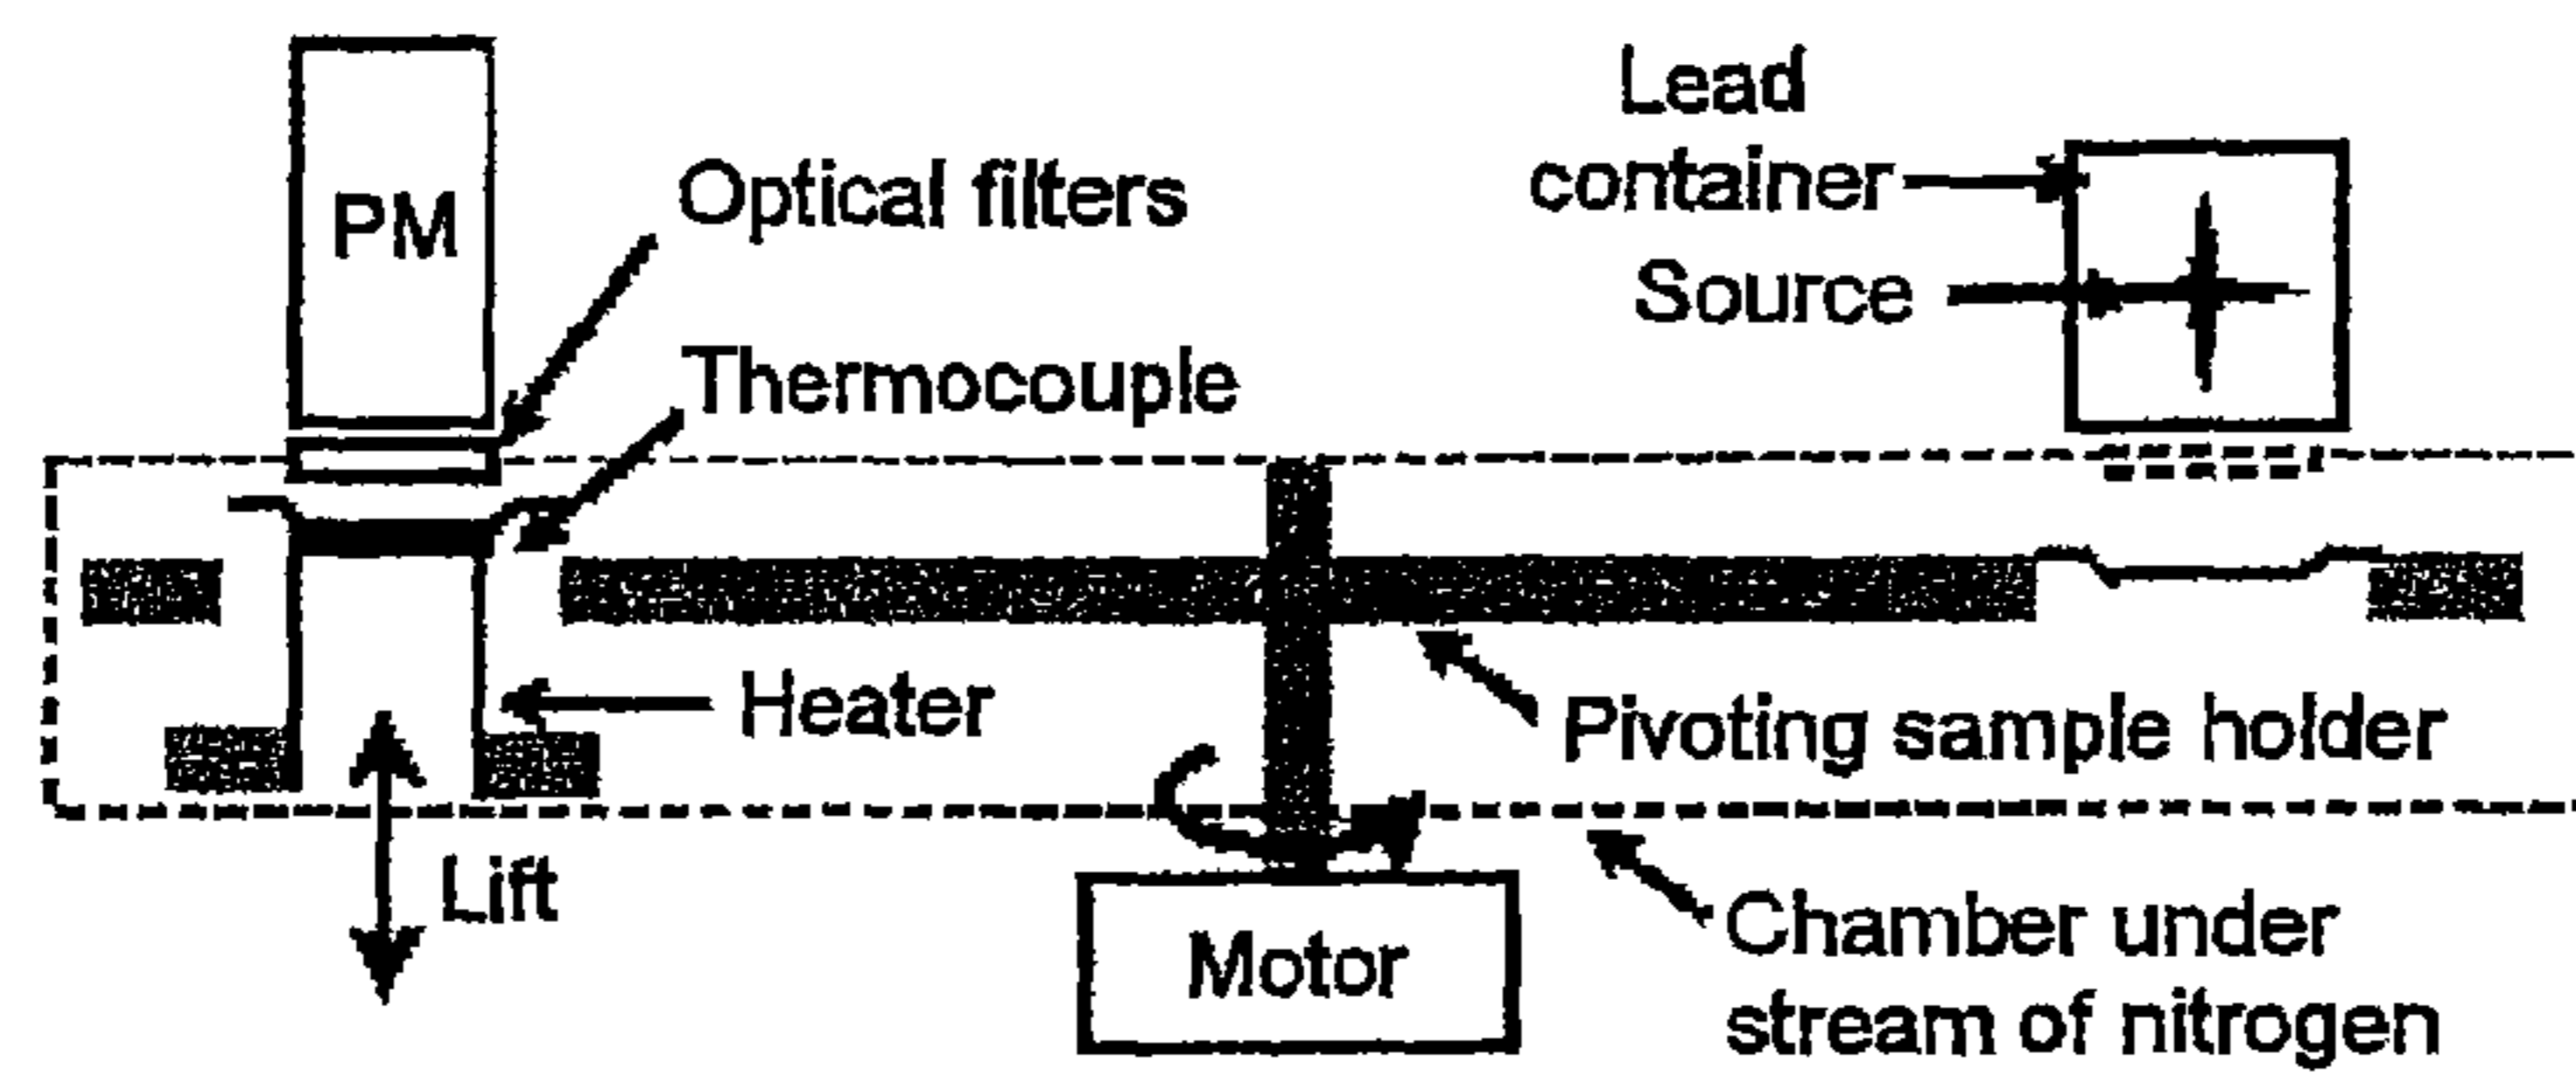 PM
Optical filters
Thermocouple
Lead
container
Source
Heater
Pivoting sample holder
Lift
Motor
Chamber under
stream of nitrogen